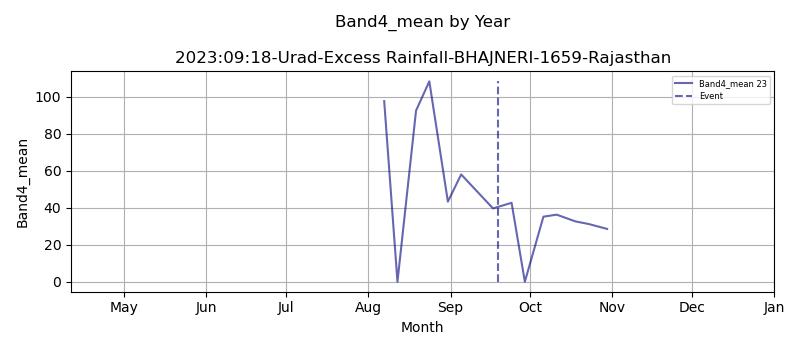 Band4_mean by Year
2023:09:18-Urad-Excess Rainfall-BHAJNERI-1659-Rajasthan
Band4_mean 23
Event
100
80
60
40
20
0
Band4_mean
May Jun Jul Aug Sep Oct Nov Dec Jan
Month